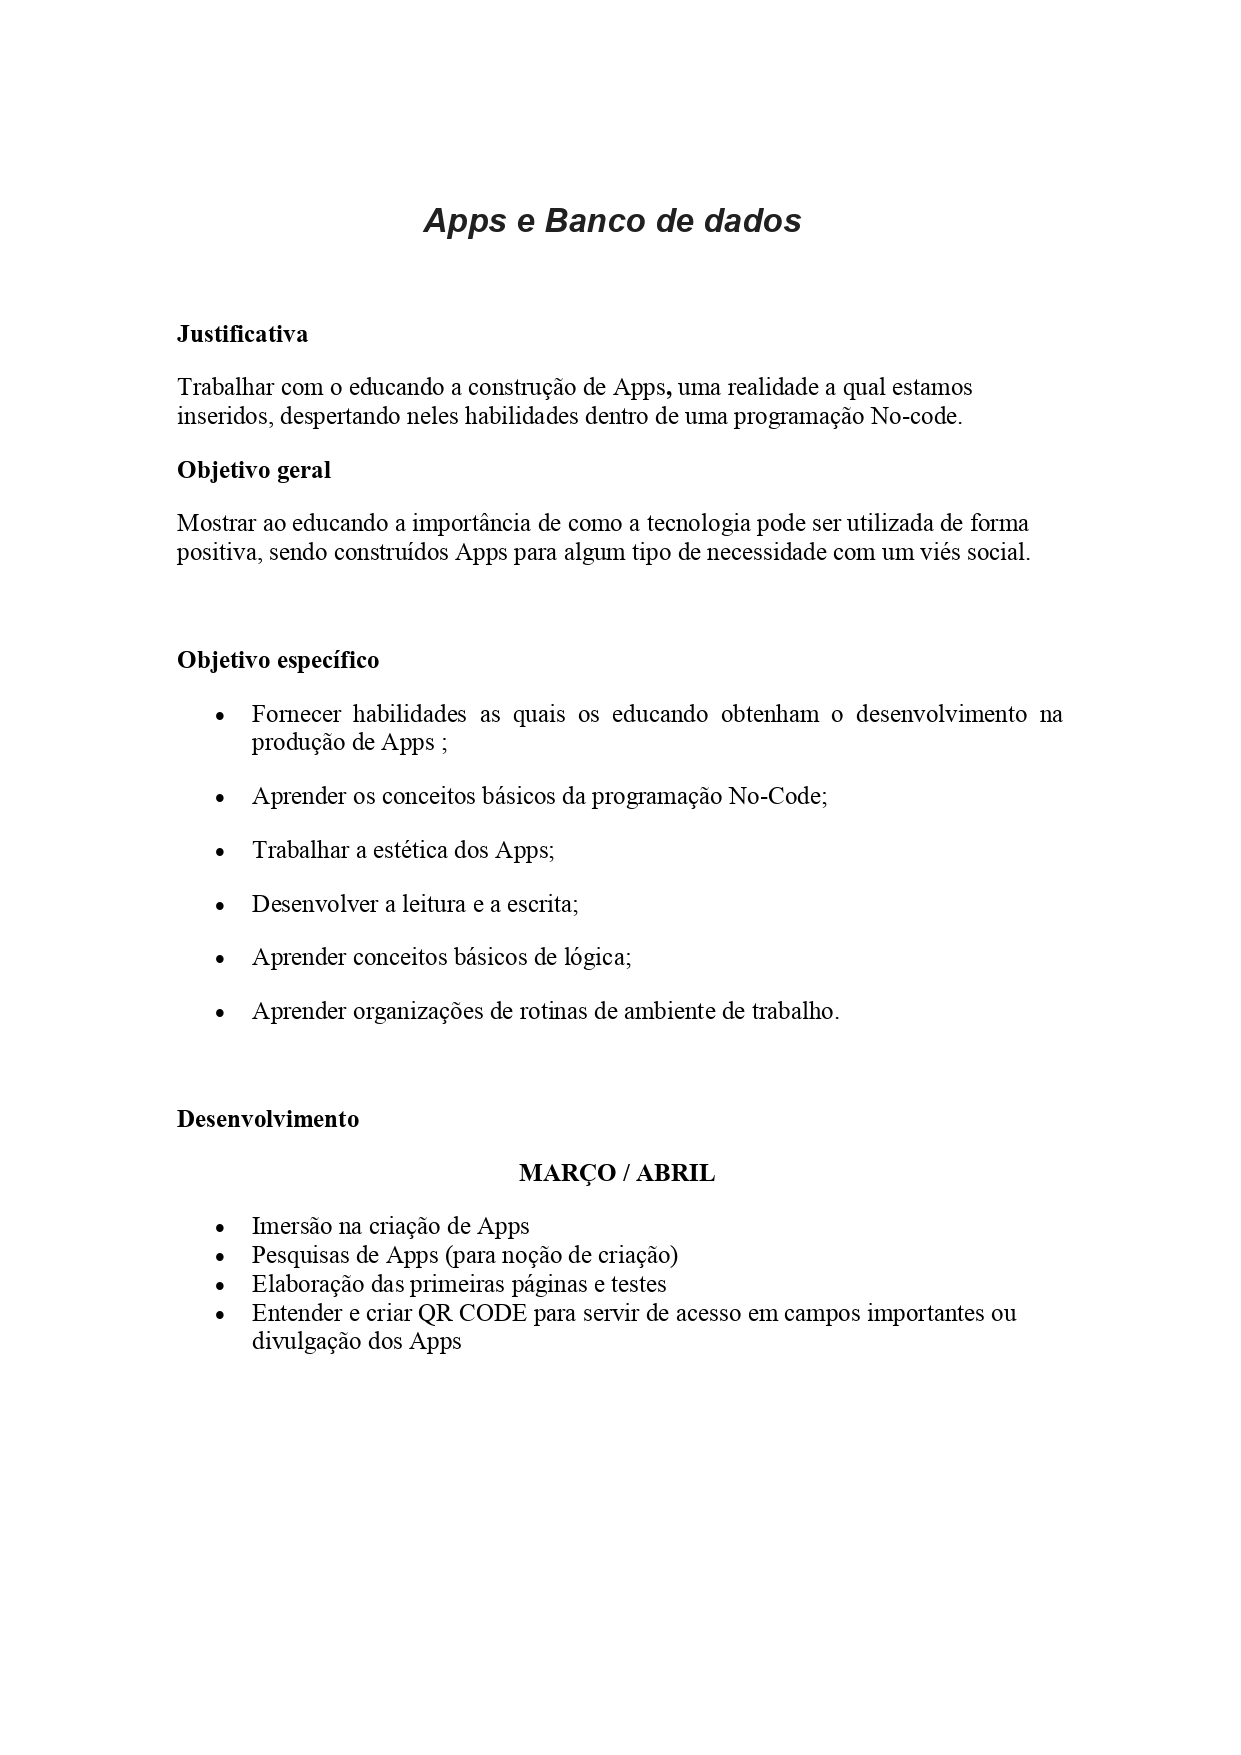 Apps e Banco de dados
Justificativa
Trabalhar com o educando a construção de Apps, uma realidade a qual estamos
inseridos, despertando neles habilidades dentro de uma programação No-code.
Objetivo geral
Mostrar ao educando a importância de como a tecnologia pode ser utilizada de forma
positiva, sendo construídos Apps para algum tipo de necessidade com um viés social.
Objetivo específico
• Fornecer habilidades as quais os educando obtenham o desenvolvimento na
produção de Apps ;
• Aprender os conceitos básicos da programação No-Code;
• Trabalhar a estética dos Apps;
• Desenvolver a leitura e a escrita;
• Aprender conceitos básicos de lógica;
• Aprender organizações de rotinas de ambiente de trabalho.
Desenvolvimento
MARÇO / ABRIL
• Imersão na criação de Apps
• Pesquisas de Apps (para noção de criação)
• Elaboração das primeiras páginas e testes
• Entender e criar QR CODE para servir de acesso em campos importantes ou
divulgação dos Apps